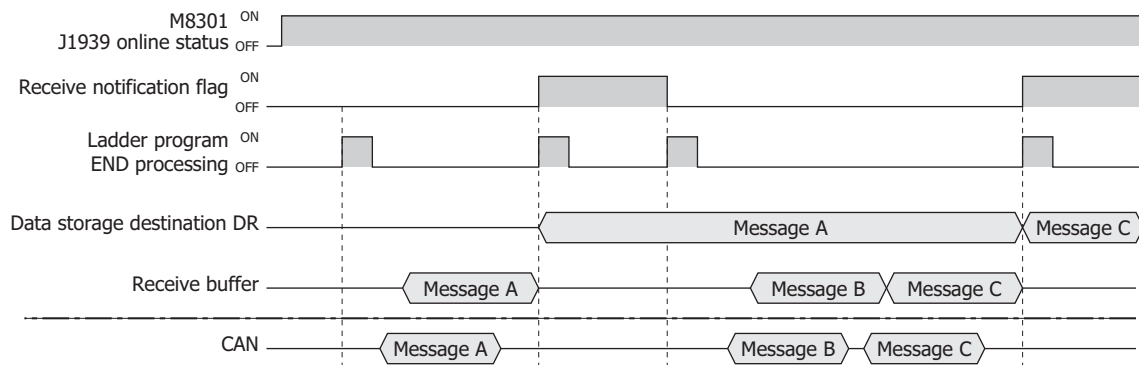 M8301 ON
J1939 online status OFF
Receive notification flag ON
OFF
Ladder program ON
END processing OFF
Data storage destination DR Message A Message C
Receive buffer Message A Message B Message C
CAN Message A Message B Message C